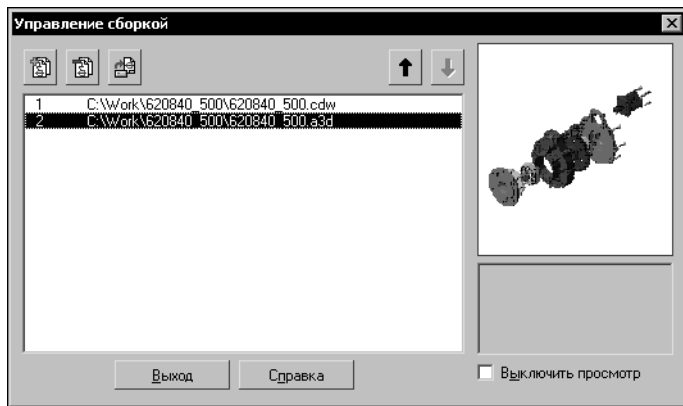 Управление сборкой
1 C:\Work\620840_500\620840_500.cdw
2 C:\Work\620840_500\620840_500.a3d
Выход
Справка
Выключить просмотр